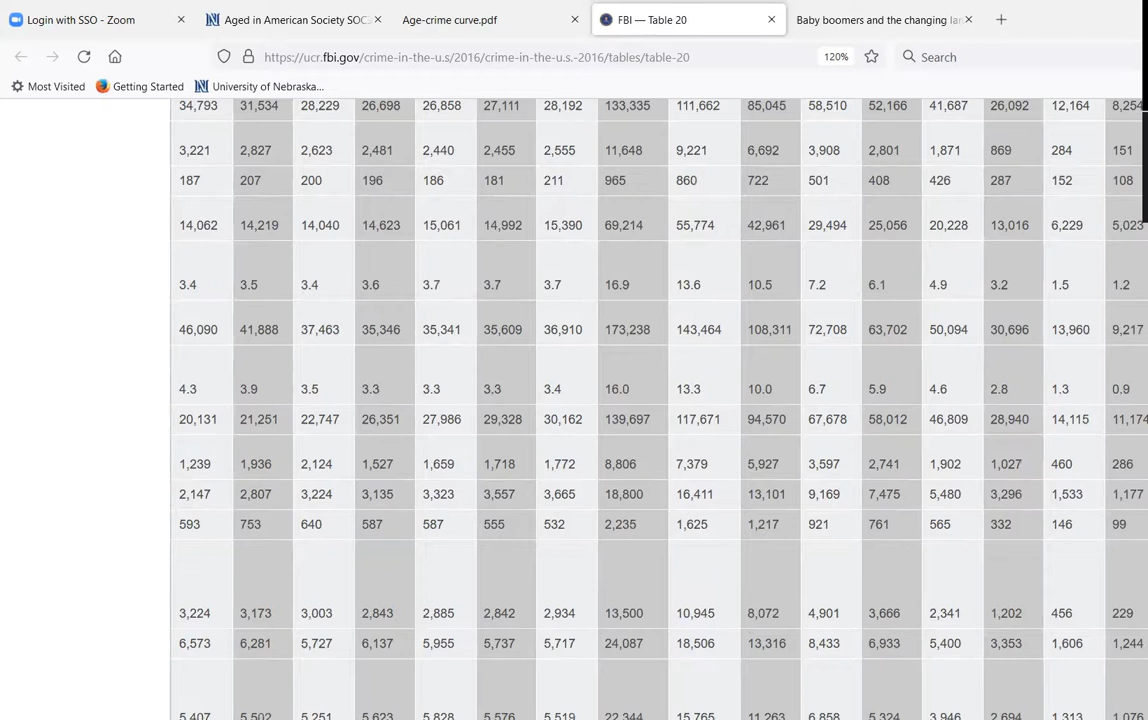 Login with SSO - Zoom Aged in American Society SOC Age-crime curve.pdf FBI — Table 20 Baby boomers and the changing la
https://ucr.fbi.gov/crime-in-the-u.s/2016/crime-in-the-u.s.-2016/tables/table-20 120% Search
Most Visited Getting Started University of Nebraska...
34,793 31,534 28,229 26,698 26,858 27,111 28,192 133,335 111,662 85,045 58,510 52,166 41,687 26,092 12,164 8,254
3,221 2,827 2,623 2,481 2,440 2,455 2,555 11,648 9,221 6,692 3,908 2,801 1,871 869 284 151
187 207 200 196 186 181 211 965 860 722 501 408 426 287 152 108
14,062 14,219 14,040 14,623 15,061 14,992 15,390 69,214 55,774 42,961 29,494 25,056 20,228 13,016 6,229 5,023
3.4 3.5 3.4 3.6 3.7 3.7 3.7 16.9 13.6 10.5 7.2 6.1 4.9 3.2 1.5 1.2
46,090 41,888 37,463 35,346 35,341 35,609 36,910 173,238 143,464 108,311 72,708 63,702 50,094 30,696 13,960 9,217
4.3 3.9 3.5 3.3 3.3 3.3 3.4 16.0 13.3 10.0 6.7 5.9 4.6 2.8 1.3 0.9
20,131 21,251 22,747 26,351 27,986 29,328 30,162 139,697 117,671 94,570 67,678 58,012 46,809 28,940 14,115 11,174
1,239 1,936 2,124 1,527 1,659 1,718 1,772 8,806 7,379 5,927 3,597 2,741 1,902 1,027 460 286
2,147 2,807 3,224 3,135 3,323 3,557 3,665 18,800 16,411 13,101 9,169 7,475 5,480 3,296 1,533 1,177
593 753 640 587 587 555 532 2,235 1,625 1,217 921 761 565 332 146 99
3,224 3,173 3,003 2,843 2,885 2,842 2,934 13,500 10,945 8,072 4,901 3,666 2,341 1,202 456 229
6,573 6,281 5,727 6,137 5,955 5,737 5,717 24,087 18,506 13,316 8,433 6,933 5,400 3,353 1,606 1,244
5,407 5,502 5,251 5,623 5,828 5,576 5,519 22,344 15,765 11,263 6,858 5,324 3,946 2,694 1,313